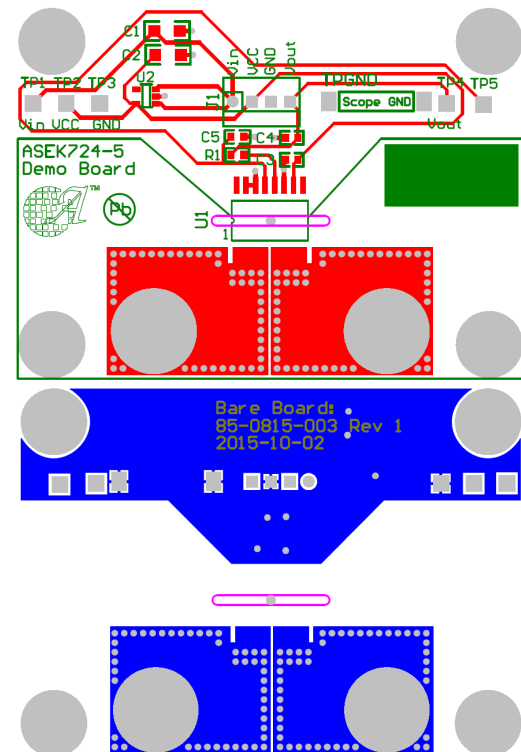 C1
C2
Vin
VCC
GND
Vout
U2
TP1 TP2 TP3
J1
TPGND
TP4 TP5
Scope GND
Vin VCC GND
Vout
C5
C4
R1
C3
ASEK724-5
Demo Board
A™
Pb
U1
1
Bare Board:
85-0815-003 Rev 1
2015-10-02